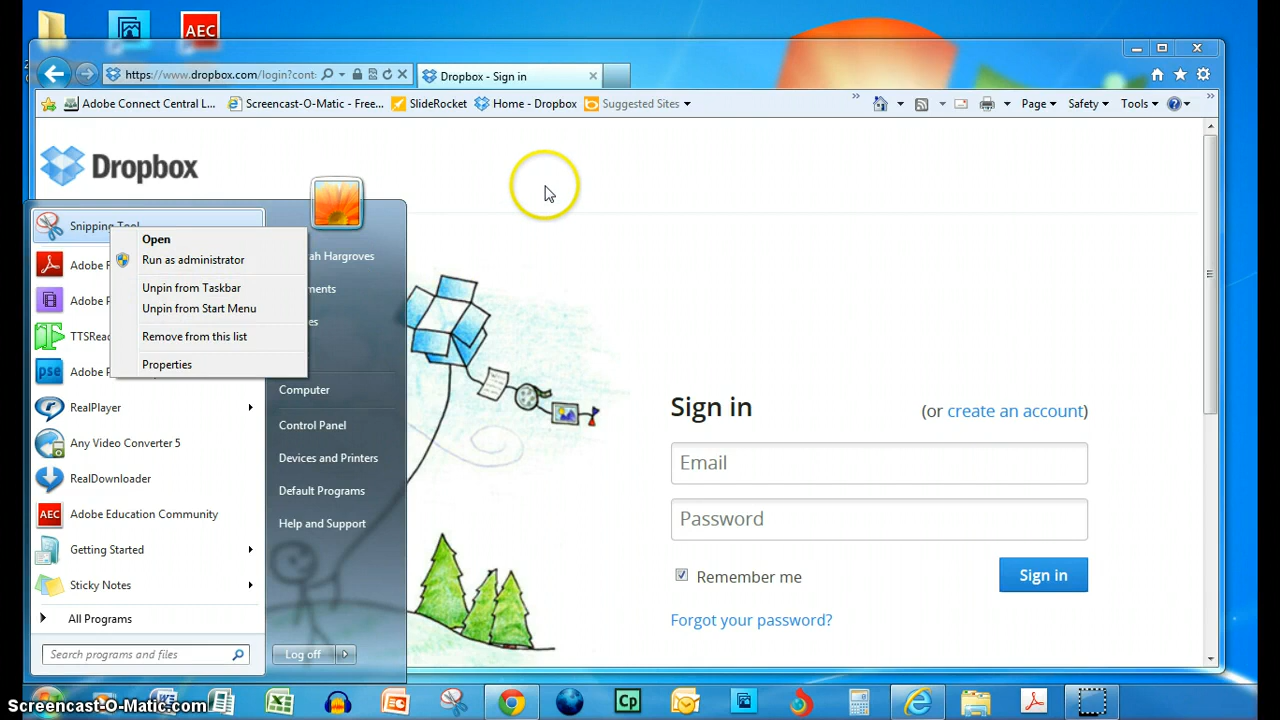 AEC
https://www.dropbox.com/login?cont
Dropbox - Sign in
Adobe Connect Central L...
Screencast-O-Matic - Free...
SlideRocket
Home - Dropbox
Suggested Sites
Page
Safety
Tools
Dropbox
Snipping Tool
Open
Run as administrator
Unpin from Taskbar
Unpin from Start Menu
Remove from this list
Properties
Adobe
Adobe
Adobe
pse
RealPlayer
Any Video Converter 5
RealDownloader
AEC
Adobe Education Community
Getting Started
Sticky Notes
All Programs
Search programs and files
Hargroves
Computer
Control Panel
Devices and Printers
Default Programs
Help and Support
Log off
Sign in
(or create an account)
Email
Password
Remember me
Sign in
Forgot your password?
Cp
Screencast-O-Matic.com